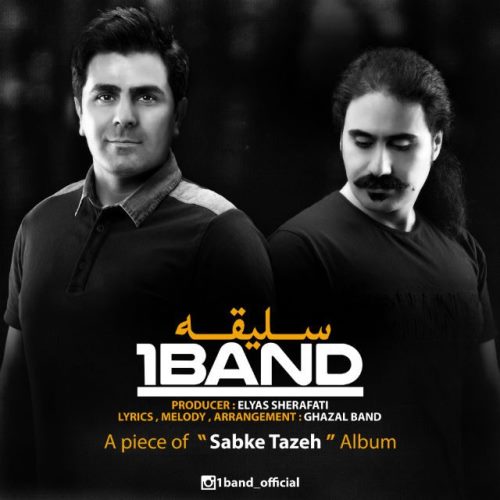 سلیقه
1BAND
PRODUCER : ELYAS SHERAFATI
LYRICS , MELODY , ARRANGEMENT : GHAZAL BAND
A piece of “ Sabke Tazeh ” Album
1band_official